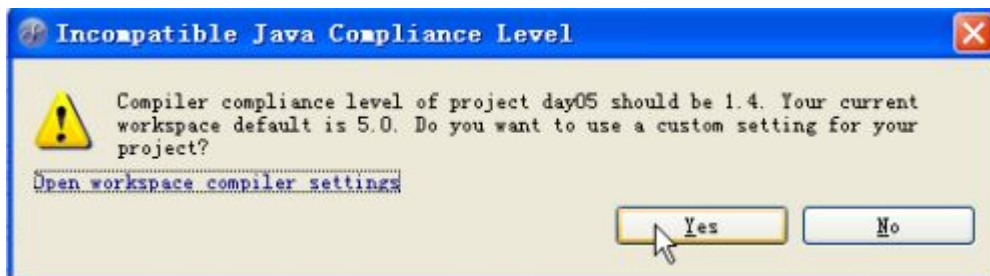 Incompatible Java Compliance Level
Compiler compliance level of project day05 should be 1.4. Your current
workspace default is 5.0. Do you want to use a custom setting for your
project?
Open workspace compiler settings
Yes No